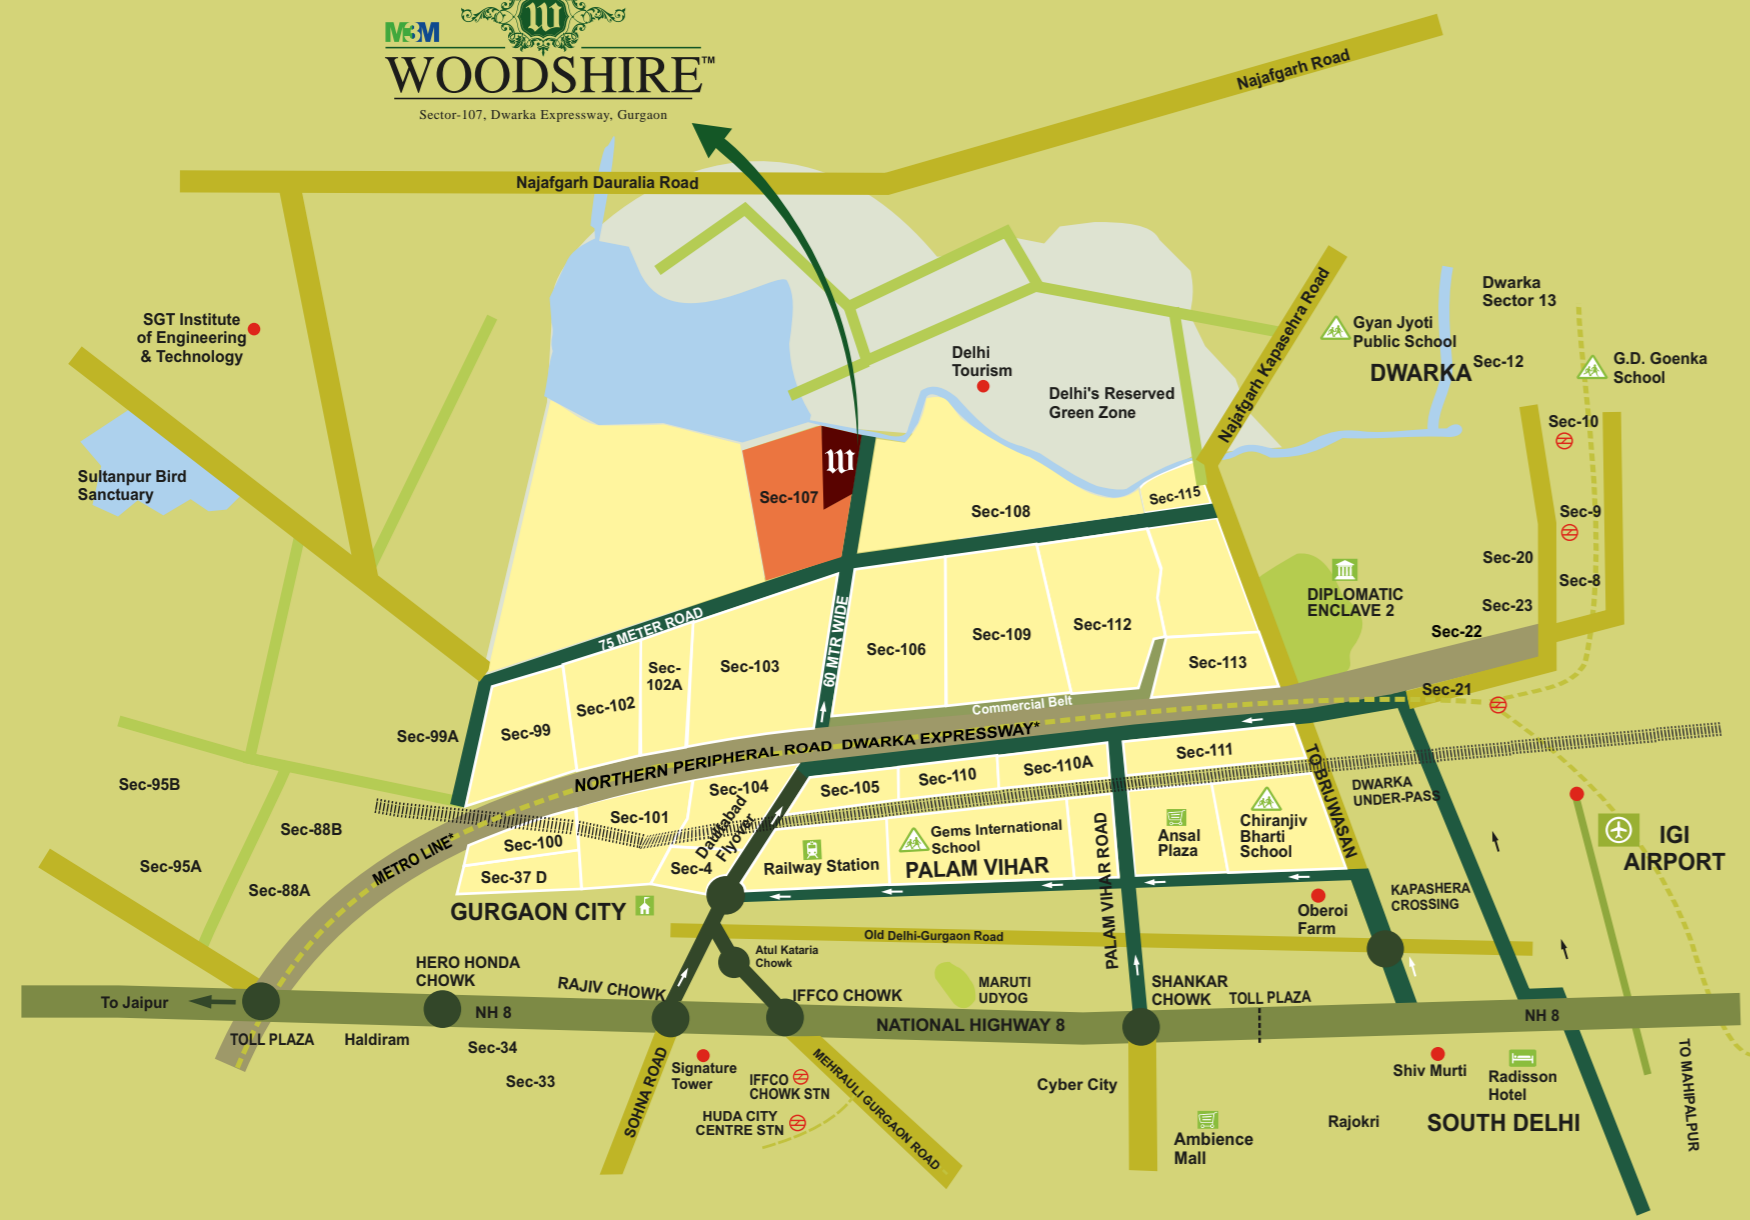 M3M
WOODSHIRE™
Sector-107, Dwarka Expressway, Gurgaon
Najafgarh Road
Najafgarh Dauralia Road
Najafgarh Kapasehra Road
Dwarka
Sector 13
SGT Institute
of Engineering
& Technology
Gyan Jyoti
Public School
DWARKA
Sec-12
G.D. Goenka
School
Delhi
Tourism
Delhi's Reserved
Green Zone
Sec-10
Sultanpur Bird
Sanctuary
Sec-107
Sec-108
Sec-115
Sec-9
Sec-20
Sec-8
Sec-23
Sec-22
DIPLOMATIC
ENCLAVE 2
75 METER ROAD
60 MTR WIDE
Sec-106
Sec-109
Sec-112
Sec-113
Sec-103
Sec-
102A
Sec-102
Sec-99
Sec-99A
Sec-21
Commercial Belt
NORTHERN PERIPHERAL ROAD DWARKA EXPRESSWAY*
Sec-95B
Sec-88B
Sec-95A
Sec-88A
METRO LINE*
Sec-101
Sec-104
Sec-105
Sec-110
Sec-110A
Sec-111
TO BRIJWASAN
DWARKA
UNDER-PASS
Sec-100
Sec-37 D
Sec-4
Daultabad
Flyover
Railway Station
Gems International
School
PALAM VIHAR
PALAM VIHAR ROAD
Ansal
Plaza
Chiranjiv
Bharti
School
IGI
AIRPORT
GURGAON CITY
Oberoi
Farm
KAPASHERA
CROSSING
Old Delhi-Gurgaon Road
Atul Kataria
Chowk
HERO HONDA
CHOWK
RAJIV CHOWK
IFFCO CHOWK
MARUTI
UDYOG
SHANKAR
CHOWK
TOLL PLAZA
To Jaipur
NH 8
NATIONAL HIGHWAY 8
NH 8
TOLL PLAZA
Haldiram
Sec-34
Sec-33
SOHNA ROAD
Signature
Tower
IFFCO
CHOWK STN
HUDA CITY
CENTRE STN
MEHRAULI GURGAON ROAD
Cyber City
Ambience
Mall
Shiv Murti
Radisson
Hotel
Rajokri
SOUTH DELHI
TO MAHIPALPUR